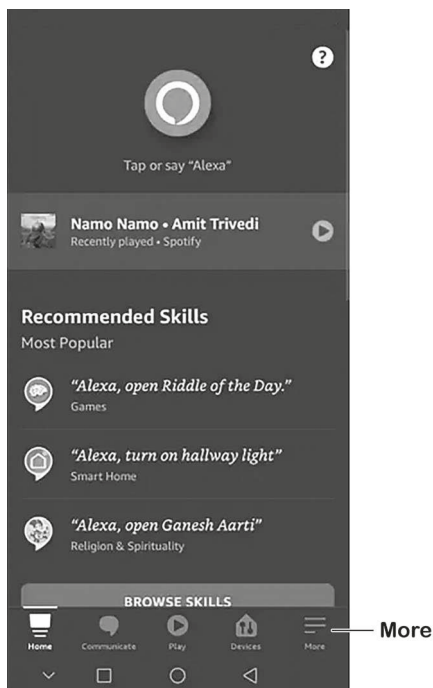 ?
Tap or say “Alexa”
Namo Namo • Amit Trivedi
Recently played • Spotify
Recommended Skills
Most Popular
“Alexa, open Riddle of the Day.”
Games
“Alexa, turn on hallway light”
Smart Home
“Alexa, open Ganesh Aarti”
Religion & Spirituality
BROWSE SKILLS
Home Communicate Play Devices More
More